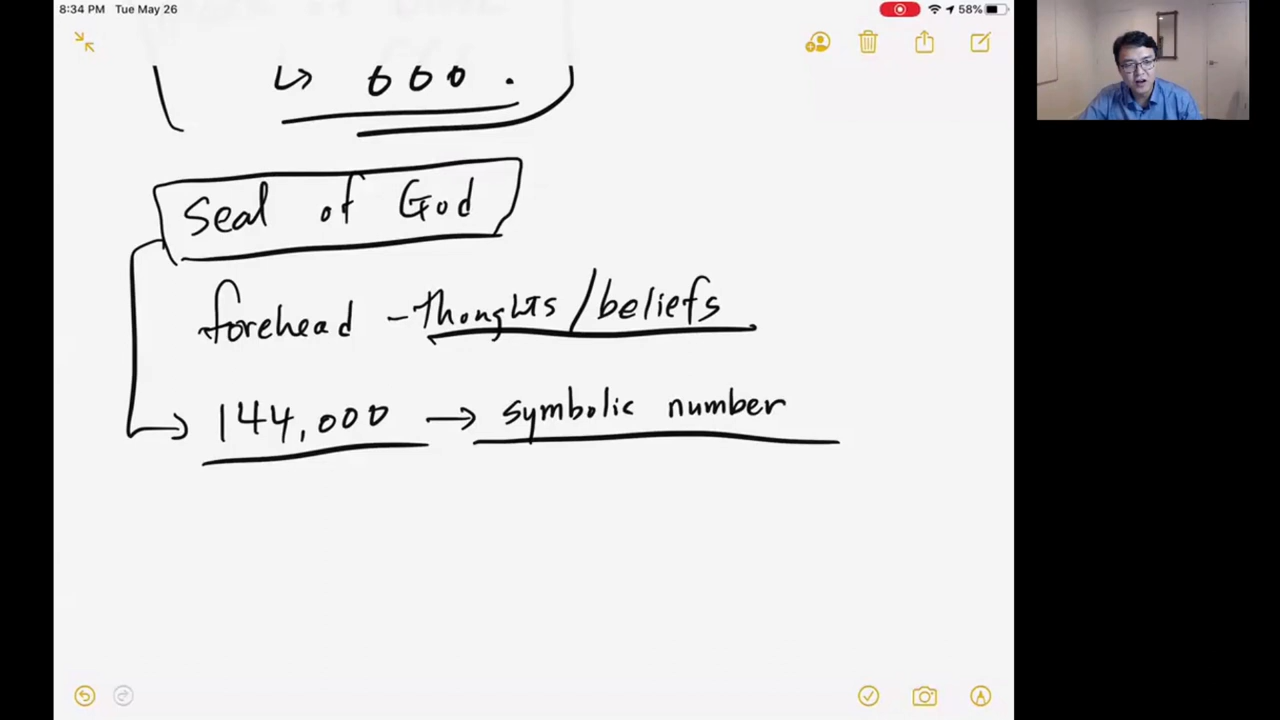 8:34 PM Tue May 26 58%
↳ 666.
Seal of God
forehead - thoughts/beliefs
→ 144,000 → symbolic number